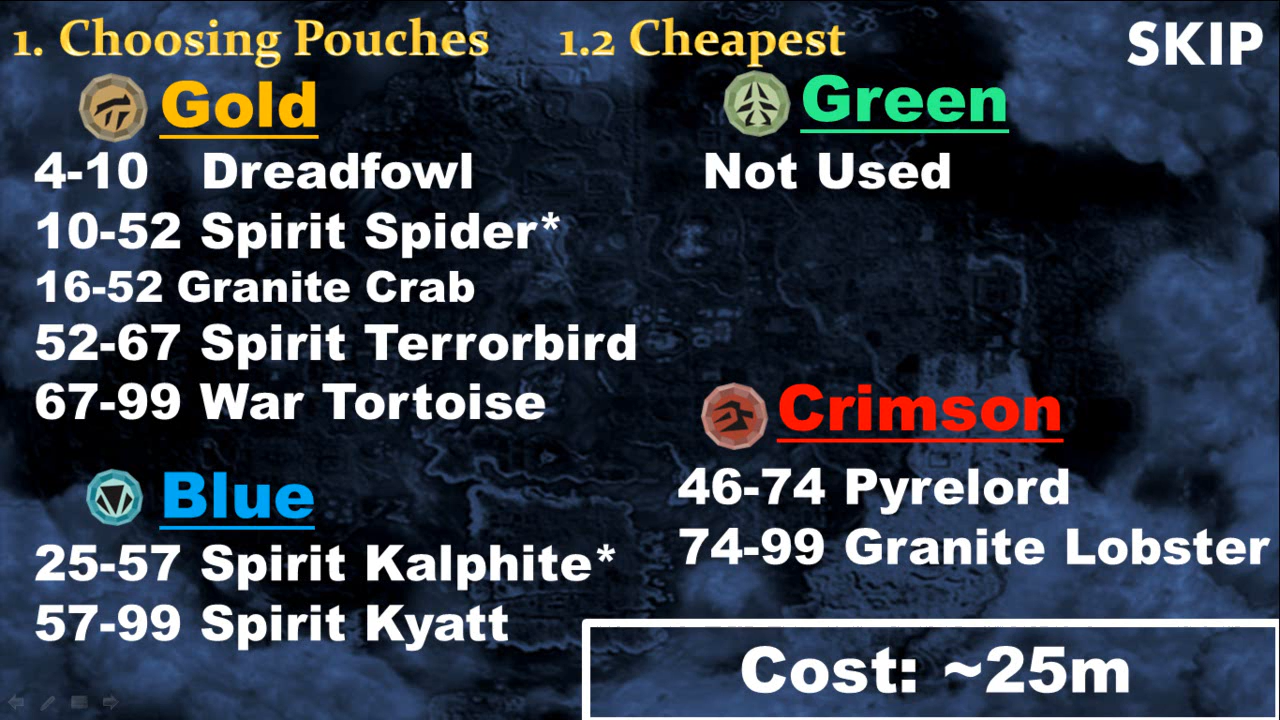 1. Choosing Pouches 1.2 Cheapest SKIP
Gold
4-10 Dreadfowl
10-52 Spirit Spider*
16-52 Granite Crab
52-67 Spirit Terrorbird
67-99 War Tortoise
Blue
25-57 Spirit Kalphite*
57-99 Spirit Kyatt
Green
Not Used
Crimson
46-74 Pyrelord
74-99 Granite Lobster
Cost: ~25m